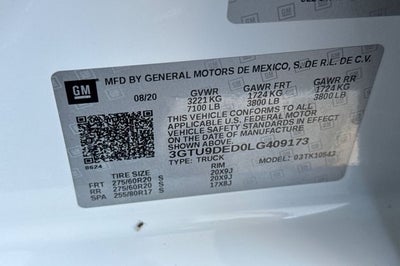 GM
MFD BY GENERAL MOTORS DE MEXICO, S. DE R.L. DE C.V.
08/20 GVWR GAWR FRT GAWR RR
3221 KG 1724 KG 1724 KG
7100 LB 3800 LB 3800 LB
THIS VEHICLE CONFORMS TO ALL
APPLICABLE U.S. FEDERAL MOTOR
VEHICLE SAFETY STANDARDS IN EFFECT
ON THE DATE OF MANUFACTURE
SHOWN ABOVE.
3GTU9DED0LG409173
8624 TYPE: TRUCK MODEL: 03TK10543
TIRE SIZE RIM
FRT 275/60R20 S 20X9J
RR 275/60R20 S 20X9J
SPA 255/80R17 S 17X8J